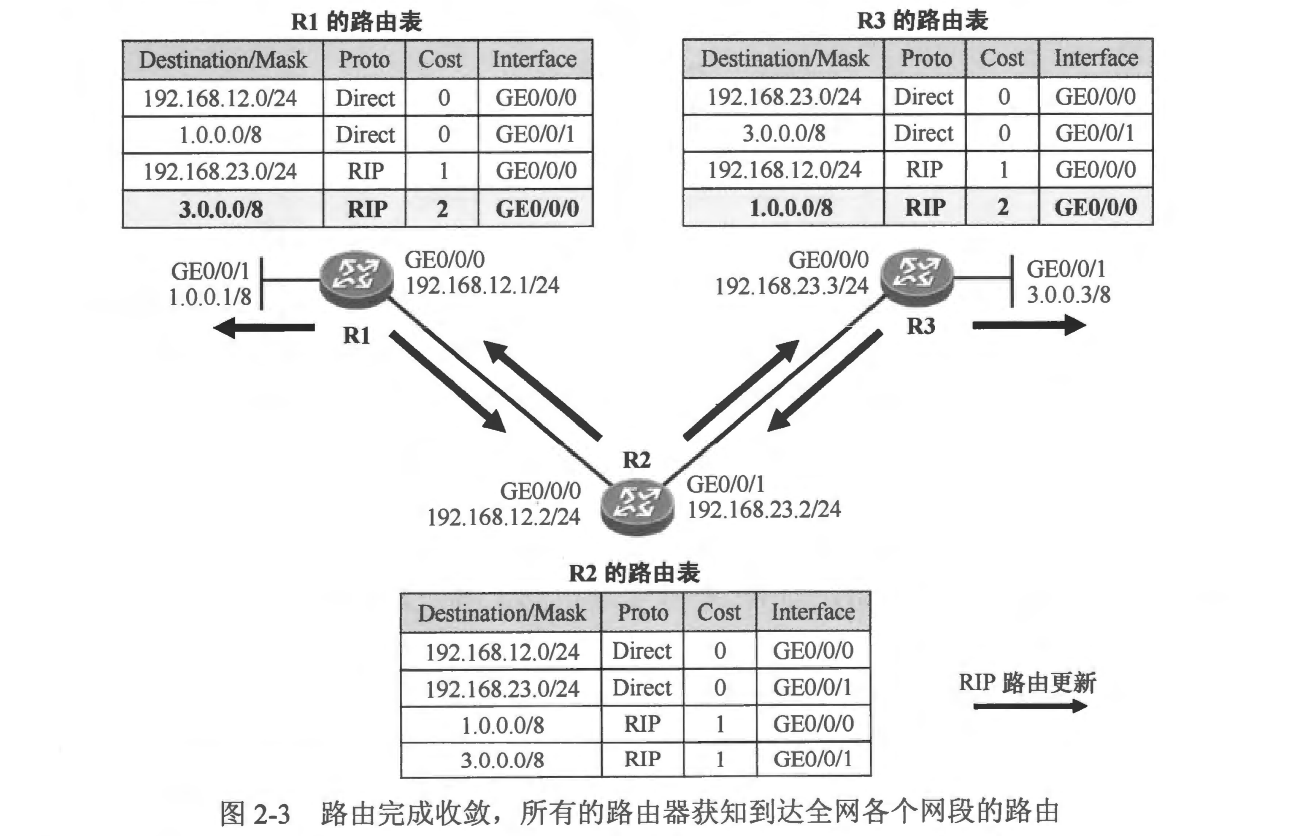 R1 的路由表
Destination/Mask Proto Cost Interface
192.168.12.0/24 Direct 0 GE0/0/0
1.0.0.0/8 Direct 0 GE0/0/1
192.168.23.0/24 RIP 1 GE0/0/0
3.0.0.0/8 RIP 2 GE0/0/0
R3 的路由表
Destination/Mask Proto Cost Interface
192.168.23.0/24 Direct 0 GE0/0/0
3.0.0.0/8 Direct 0 GE0/0/1
192.168.12.0/24 RIP 1 GE0/0/0
1.0.0.0/8 RIP 2 GE0/0/0
GE0/0/1
1.0.0.1/8
GE0/0/0
192.168.12.1/24
R1
GE0/0/0
192.168.23.3/24
GE0/0/1
3.0.0.3/8
R3
R2
GE0/0/0
192.168.12.2/24
GE0/0/1
192.168.23.2/24
R2 的路由表
Destination/Mask Proto Cost Interface
192.168.12.0/24 Direct 0 GE0/0/0
192.168.23.0/24 Direct 0 GE0/0/1
1.0.0.0/8 RIP 1 GE0/0/0
3.0.0.0/8 RIP 1 GE0/0/1
RIP 路由更新
图 2-3 路由完成收敛，所有的路由器获知到达全网各个网段的路由